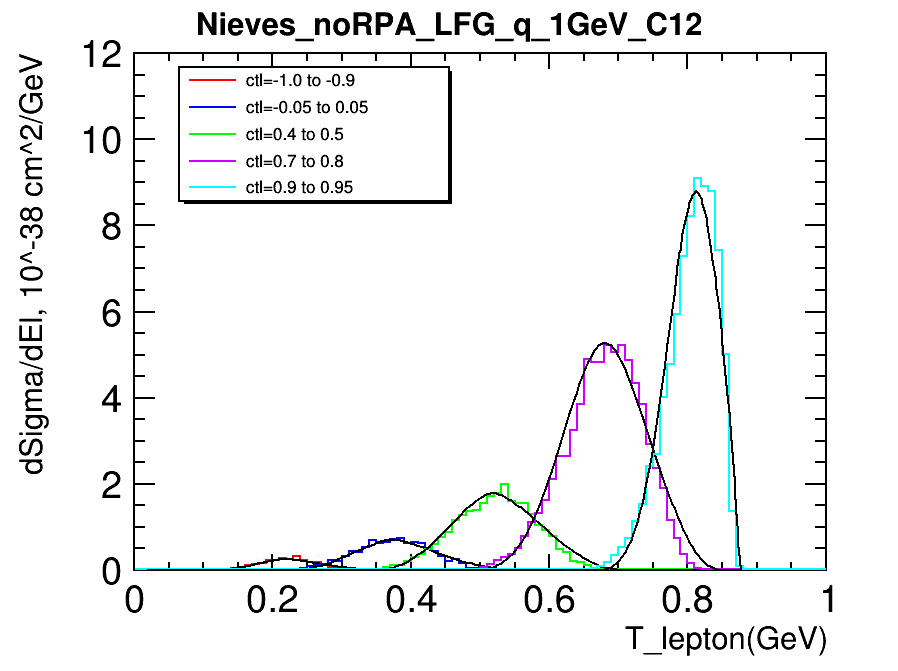 Nieves_noRPA_LFG_q_1GeV_C12
dSigma/dEl, 10^-38 cm^2/GeV
12
10
8
6
4
2
0
ctl=-1.0 to -0.9
ctl=-0.05 to 0.05
ctl=0.4 to 0.5
ctl=0.7 to 0.8
ctl=0.9 to 0.95
0 0.2 0.4 0.6 0.8 1
T_lepton(GeV)